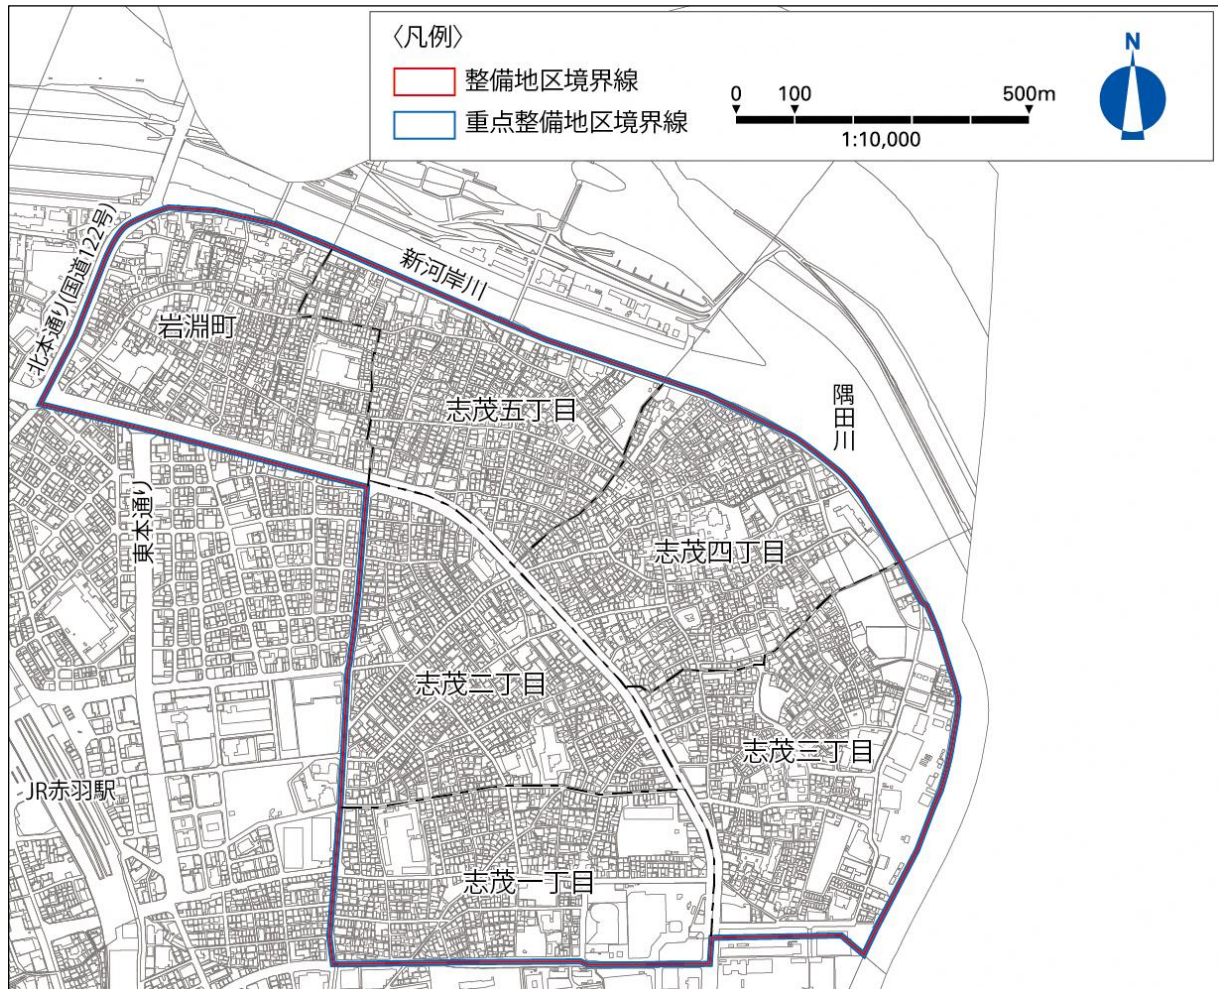 〈凡例〉
整備地区境界線
重点整備地区境界線
0 100 500m
1:10,000
N
北本通り(国道122号)
新河岸川
岩淵町
志茂五丁目
隅田川
東本通り
志茂四丁目
志茂二丁目
志茂三丁目
JR赤羽駅
志茂一丁目